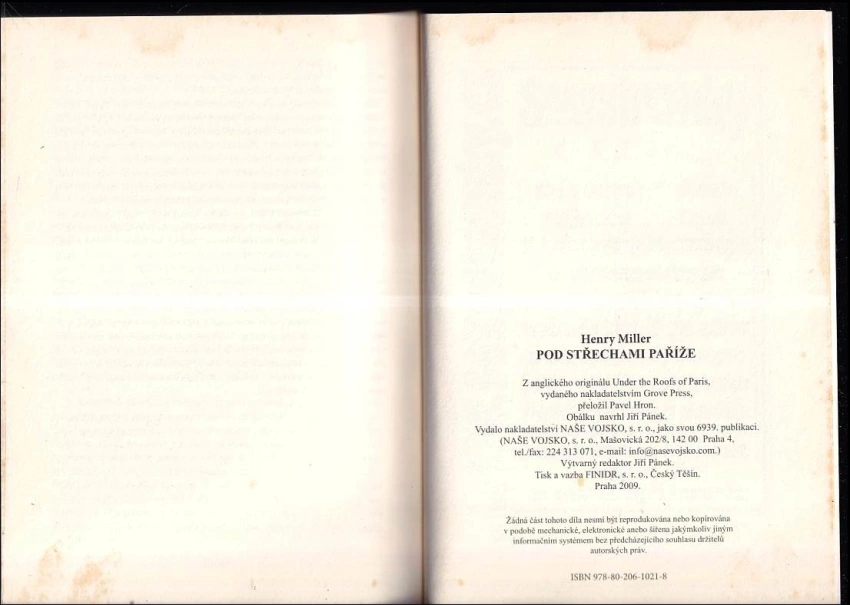 Henry Miller
POD STŘECHAMI PAŘÍŽE
Z anglického originálu Under the Roofs of Paris,
vydaného nakladatelstvím Grove Press,
přeložil Pavel Hron.
Obálku navrhl Jiří Pánek.
Vydalo nakladatelství NAŠE VOJSKO, s. r. o., jako svou 6939. publikaci.
(NAŠE VOJSKO, s. r. o., Mašovická 202/8, 142 00 Praha 4,
tel./fax: 224 313 071, e-mail: info@nasevojsko.com.)
Výtvarný redaktor Jiří Pánek.
Tisk a vazba FINIDR, s. r. o., Český Těšín.
Praha 2009.
Žádná část tohoto díla nesmí být reprodukována nebo kopírována
v podobě mechanické, elektronické anebo šířena jakýmkoliv jiným
informačním systémem bez předcházejícího souhlasu držitelů
autorských práv.
ISBN 978-80-206-1021-8